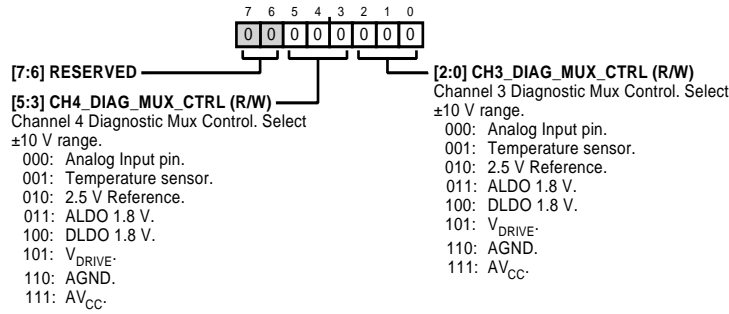 7 6 5 4 3 2 1 0
0 0 0 0 0 0 0 0
[7:6] RESERVED
[5:3] CH4_DIAG_MUX_CTRL (R/W)
Channel 4 Diagnostic Mux Control. Select
±10 V range.
000: Analog Input pin.
001: Temperature sensor.
010: 2.5 V Reference.
011: ALDO 1.8 V.
100: DLDO 1.8 V.
101: VDRIVE.
110: AGND.
111: AVCC.
[2:0] CH3_DIAG_MUX_CTRL (R/W)
Channel 3 Diagnostic Mux Control. Select
±10 V range.
000: Analog Input pin.
001: Temperature sensor.
010: 2.5 V Reference.
011: ALDO 1.8 V.
100: DLDO 1.8 V.
101: VDRIVE.
110: AGND.
111: AVCC.